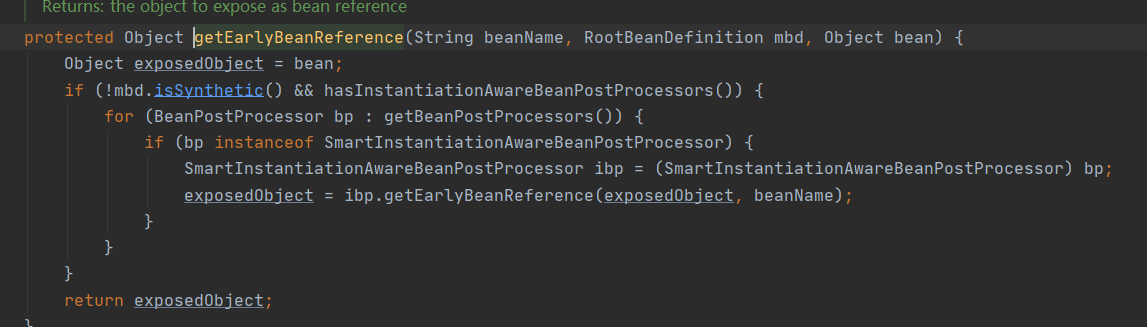 Returns: the object to expose as bean reference
protected Object getEarlyBeanReference(String beanName, RootBeanDefinition mbd, Object bean) {
Object exposedObject = bean;
if (!mbd.isSynthetic() && hasInstantiationAwareBeanPostProcessors()) {
for (BeanPostProcessor bp : getBeanPostProcessors()) {
if (bp instanceof SmartInstantiationAwareBeanPostProcessor) {
SmartInstantiationAwareBeanPostProcessor ibp = (SmartInstantiationAwareBeanPostProcessor) bp;
exposedObject = ibp.getEarlyBeanReference(exposedObject, beanName);
}
}
}
return exposedObject;
}